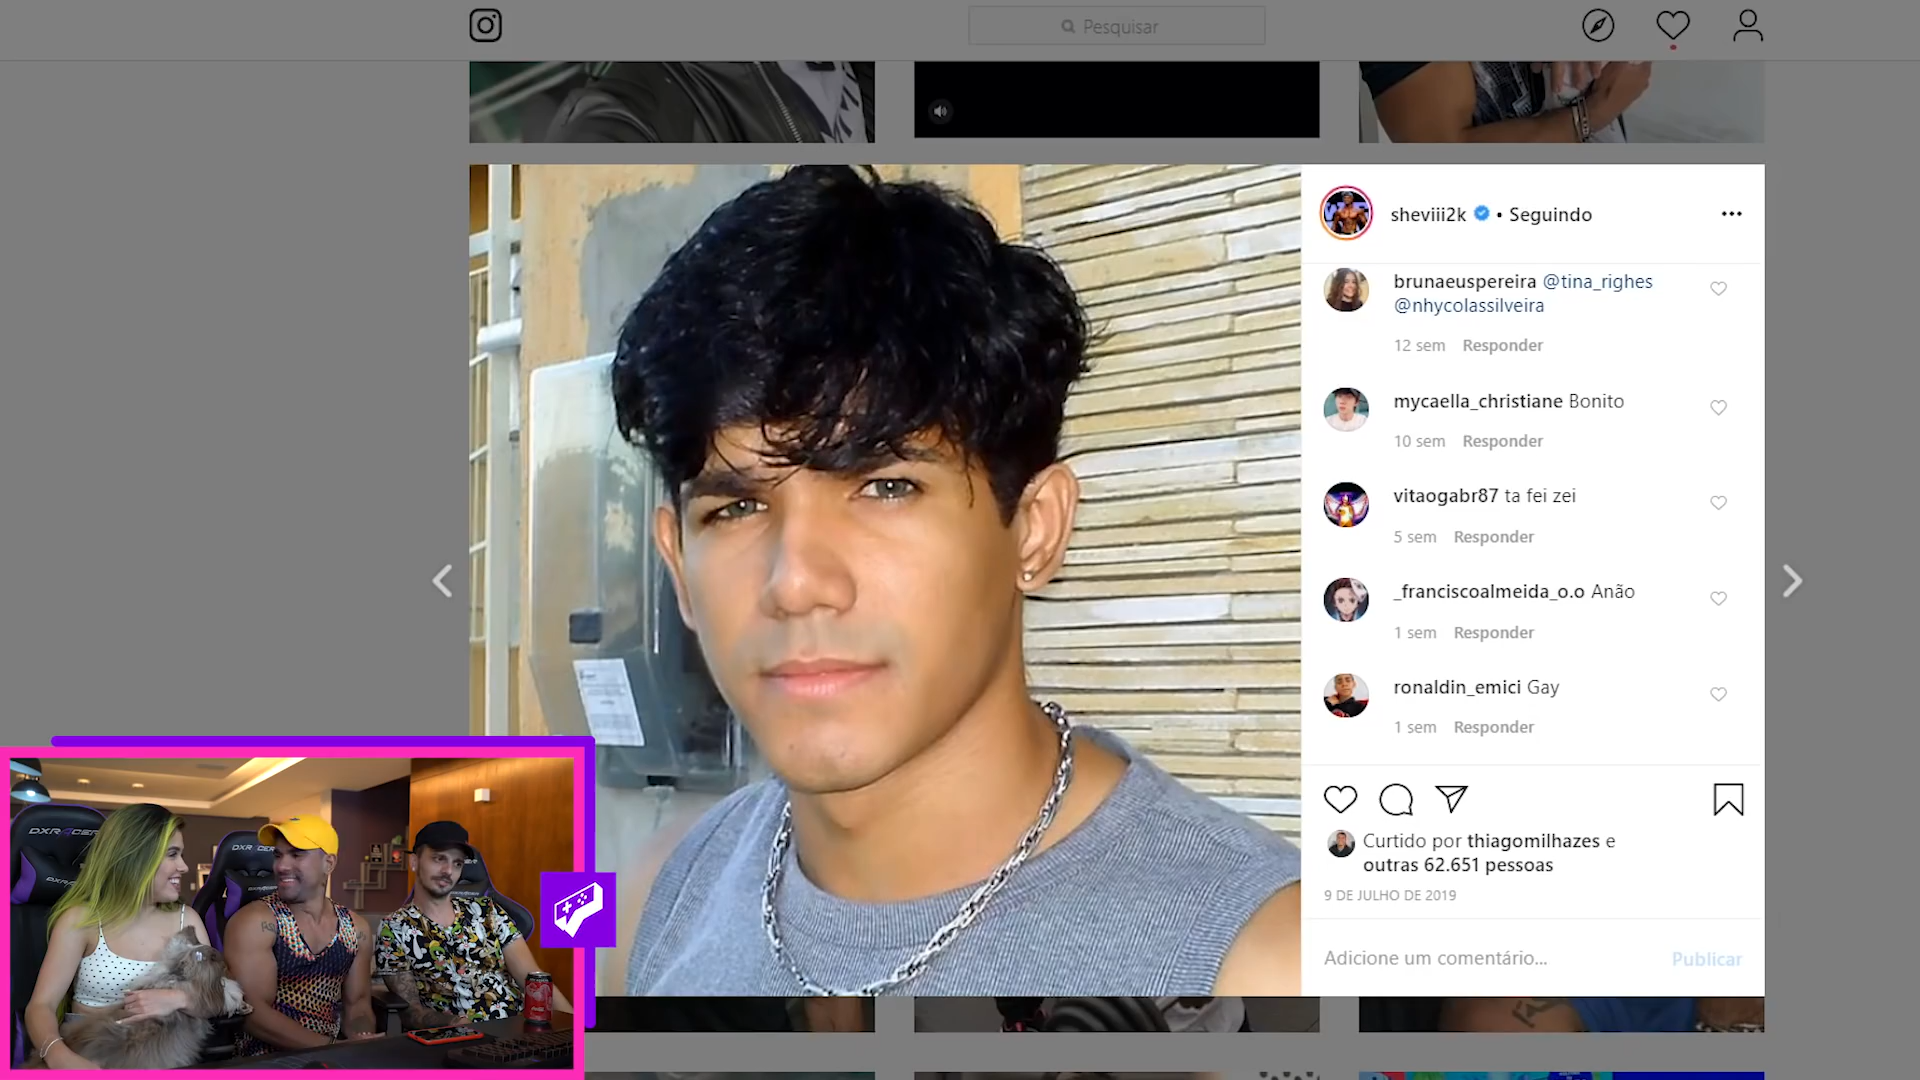 Pesquisar
sheviii2k • Seguindo
brunaeuspereira @tina_righes
@nhycolassilveira
12 sem Responder
mycaella_christiane Bonito
10 sem Responder
vitaogabr87 ta fei zei
5 sem Responder
_franciscoalmeida_o.o Anão
1 sem Responder
ronaldin_emici Gay
1 sem Responder
Curtido por thiagomilhazes e
outras 62.651 pessoas
9 DE JULHO DE 2019
Adicione um comentário... Publicar
DXRACER